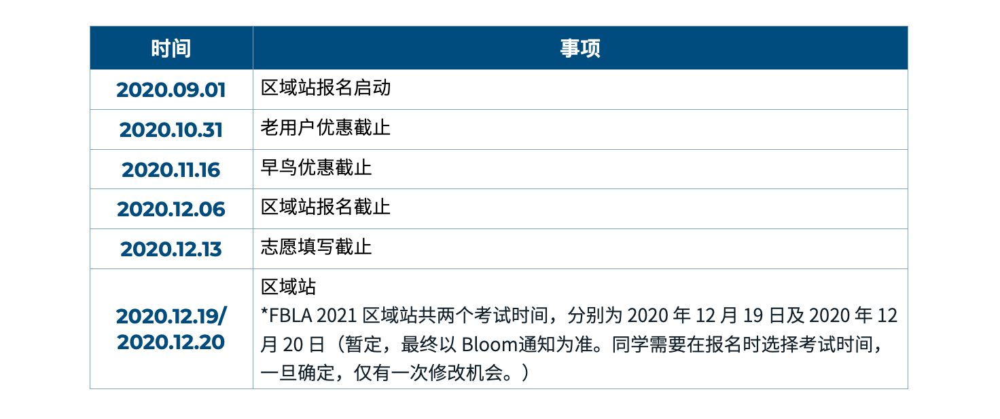 时间 事项
2020.09.01 区域站报名启动
2020.10.31 老用户优惠截止
2020.11.16 早鸟优惠截止
2020.12.06 区域站报名截止
2020.12.13 志愿填写截止
2020.12.19/
2020.12.20
区域站
*FBLA 2021 区域站共两个考试时间，分别为 2020 年 12 月 19 日及 2020 年 12
月 20 日（暂定，最终以 Bloom通知为准。同学需要在报名时选择考试时间，
一旦确定，仅有一次修改机会。）